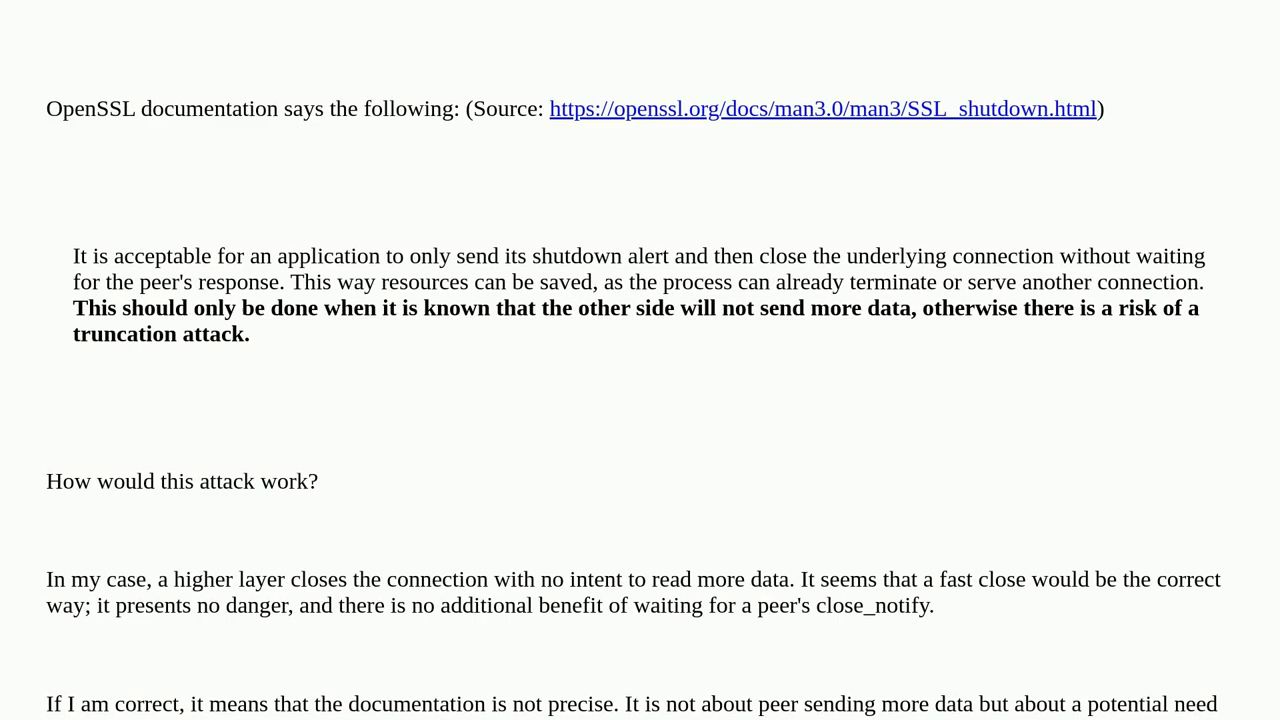 OpenSSL documentation says the following: (Source: https://openssl.org/docs/man3.0/man3/SSL_shutdown.html)
It is acceptable for an application to only send its shutdown alert and then close the underlying connection without waiting
for the peer's response. This way resources can be saved, as the process can already terminate or serve another connection.
This should only be done when it is known that the other side will not send more data, otherwise there is a risk of a
truncation attack.
How would this attack work?
In my case, a higher layer closes the connection with no intent to read more data. It seems that a fast close would be the correct
way; it presents no danger, and there is no additional benefit of waiting for a peer's close_notify.
If I am correct, it means that the documentation is not precise. It is not about peer sending more data but about a potential need